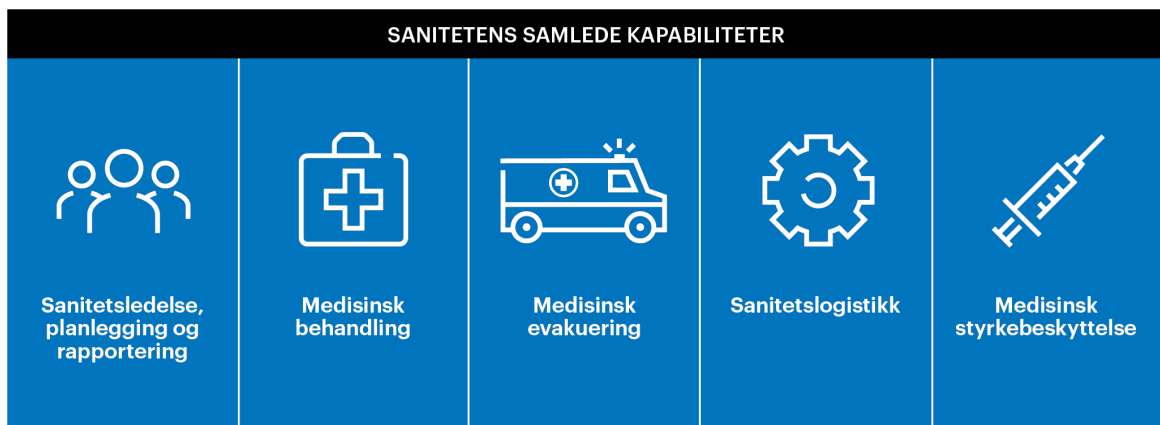 SANITETENS SAMLEDE KAPABILITETER
Sanitetsledelse,
planlegging og
rapportering
Medisinsk
behandling
Medisinsk
evakuering
Sanitetslogistikk
Medisinsk
styrkebeskyttelse